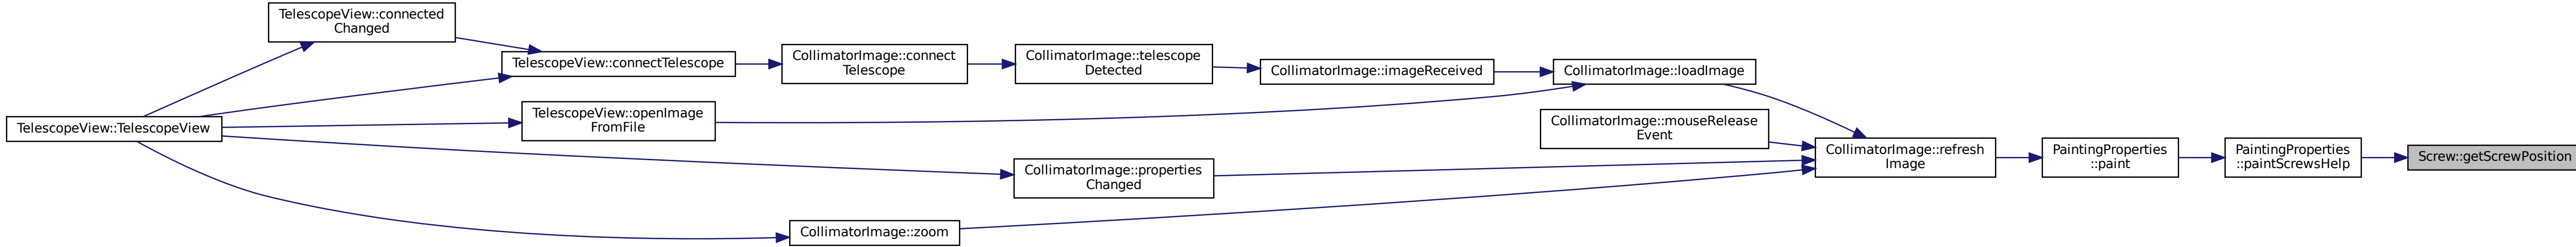 TelescopeView::connected
Changed
TelescopeView::connectTelescope
CollimatorImage::connect
Telescope
CollimatorImage::telescope
Detected
CollimatorImage::imageReceived
CollimatorImage::loadImage
TelescopeView::TelescopeView
TelescopeView::openImage
FromFile
CollimatorImage::mouseRelease
Event
CollimatorImage::properties
Changed
CollimatorImage::zoom
CollimatorImage::refresh
Image
PaintingProperties
::paint
PaintingProperties
::paintScrewsHelp
Screw::getScrewPosition